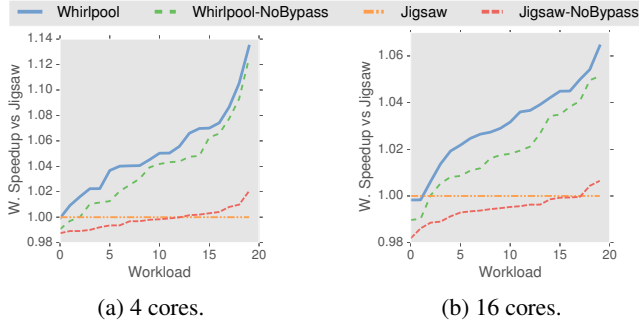 Whirlpool Whirlpool-NoBypass Jigsaw Jigsaw-NoBypass
W. Speedup vs Jigsaw
1.14
1.12
1.10
1.08
1.06
1.04
1.02
1.00
0.98
0 5 10 15 20
Workload
(a) 4 cores.
W. Speedup vs Jigsaw
1.06
1.04
1.02
1.00
0.98
0 5 10 15 20
Workload
(b) 16 cores.